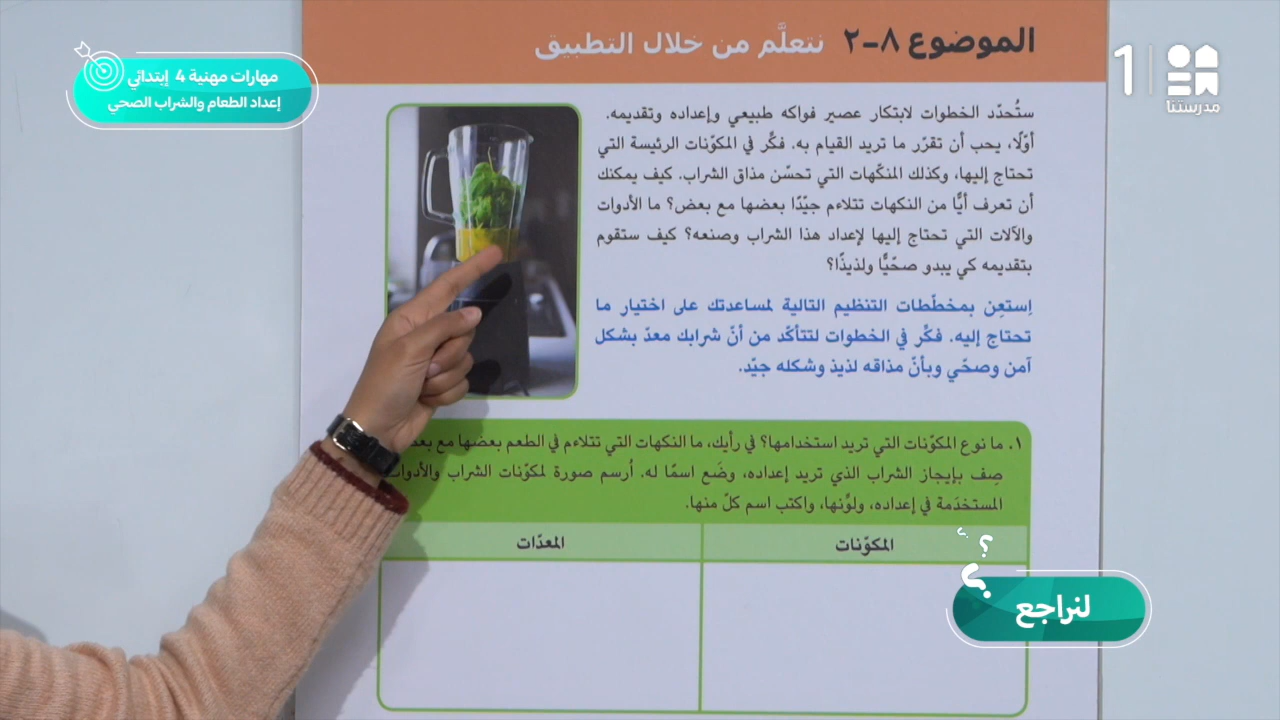 الموضوع ٨-٢ نتعلَّم من خلال التطبيق
مهارات مهنية 4 إبتدائي
إعداد الطعام والشراب الصحي
1
مدرستنا
ستُحدّد الخطوات لابتكار عصير فواكه طبيعي وإعداده وتقديمه.
أوّلًا، يحب أن تقرّر ما تريد القيام به. فكّر في المكوّنات الرئيسة التي
تحتاج إليها، وكذلك المنكّهات التي تحسّن مذاق الشراب. كيف يمكنك
أن تعرف أيًّا من النكهات تتلاءم جيّدًا بعضها مع بعض؟ ما الأدوات
والآلات التي تحتاج إليها لإعداد هذا الشراب وصنعه؟ كيف ستقوم
بتقديمه كي يبدو صحّيًّا ولذيذًا؟
اِستعِن بمخطّطات التنظيم التالية لمساعدتك على اختيار ما
تحتاج إليه. فكّر في الخطوات لتتأكّد من أنّ شرابك معدّ بشكل
آمن وصحّي وبأنّ مذاقه لذيذ وشكله جيّد.
١. ما نوع المكوّنات التي تريد استخدامها؟ في رأيك، ما النكهات التي تتلاءم في الطعم بعضها مع
صِف بإيجاز الشراب الذي تريد إعداده، وضَع اسمًا له. اُرسم صورة لمكوّنات الشراب والأدوات
المستخدَمة في إعداده، ولوّنها، واكتب اسم كلّ منها.
المكوّنات
المعدّات
لنراجع